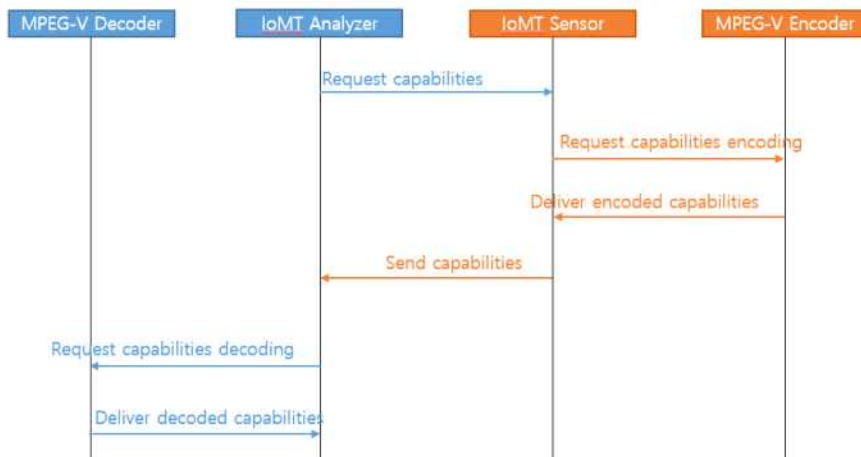 MPEG-V Decoder
IoMT Analyzer
IoMT Sensor
MPEG-V Encoder
Request capabilities
Request capabilities encoding
Deliver encoded capabilities
Send capabilities
Request capabilities decoding
Deliver decoded capabilities